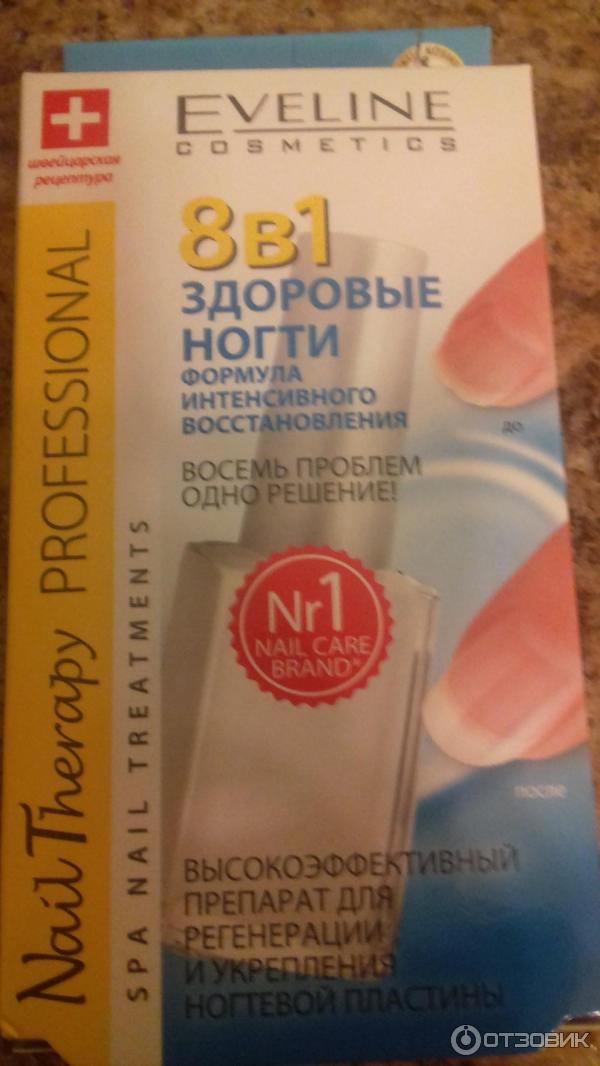 EVELINE
COSMETICS
швейцарская
рецептура
8в1
ЗДОРОВЫЕ
НОГТИ
ФОРМУЛА
ИНТЕНСИВНОГО
ВОССТАНОВЛЕНИЯ
ВОСЕМЬ ПРОБЛЕМ
ОДНО РЕШЕНИЕ!
до
Nr1
NAIL CARE
BRAND*
после
ВЫСОКОЭФФЕКТИВНЫЙ
ПРЕПАРАТ ДЛЯ
РЕГЕНЕРАЦИИ
И УКРЕПЛЕНИЯ
НОГТЕВОЙ ПЛАСТИНЫ
Nail Therapy PROFESSIONAL
SPA NAIL TREATMENTS
ОТЗОВИК